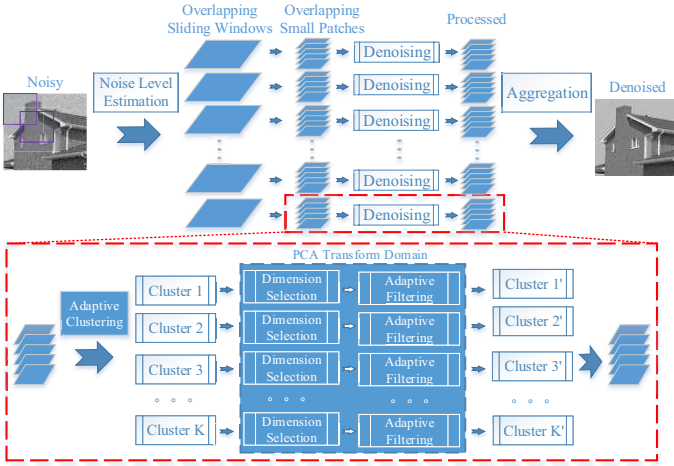 Overlapping
Sliding Windows
Overlapping
Small Patches
Processed
Noisy
Noise Level
Estimation
Denoising
Denoising
Denoising
Denoising
Denoising
Aggregation
Denoised
PCA Transform Domain
Adaptive
Clustering
Cluster 1
Dimension
Selection
Adaptive
Filtering
Cluster 1'
Cluster 2
Dimension
Selection
Adaptive
Filtering
Cluster 2'
Cluster 3
Dimension
Selection
Adaptive
Filtering
Cluster 3'
Cluster K
Dimension
Selection
Adaptive
Filtering
Cluster K'